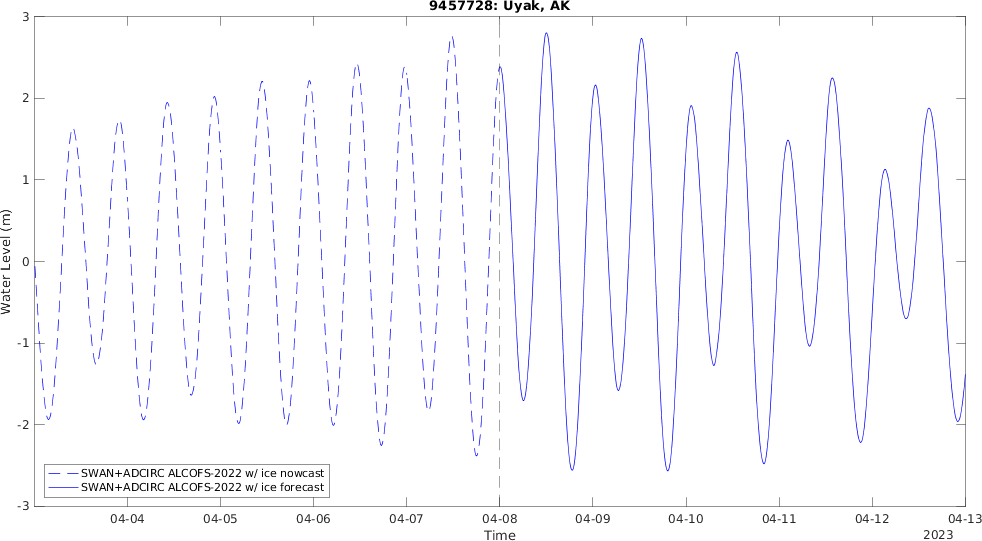 9457728: Uyak, AK
3
2
1
0
-1
-2
-3
Water Level (m)
SWAN+ADCIRC ALCOFS-2022 w/ ice nowcast
SWAN+ADCIRC ALCOFS-2022 w/ ice forecast
04-04 04-05 04-06 04-07 04-08 04-09 04-10 04-11 04-12 04-13
Time
2023